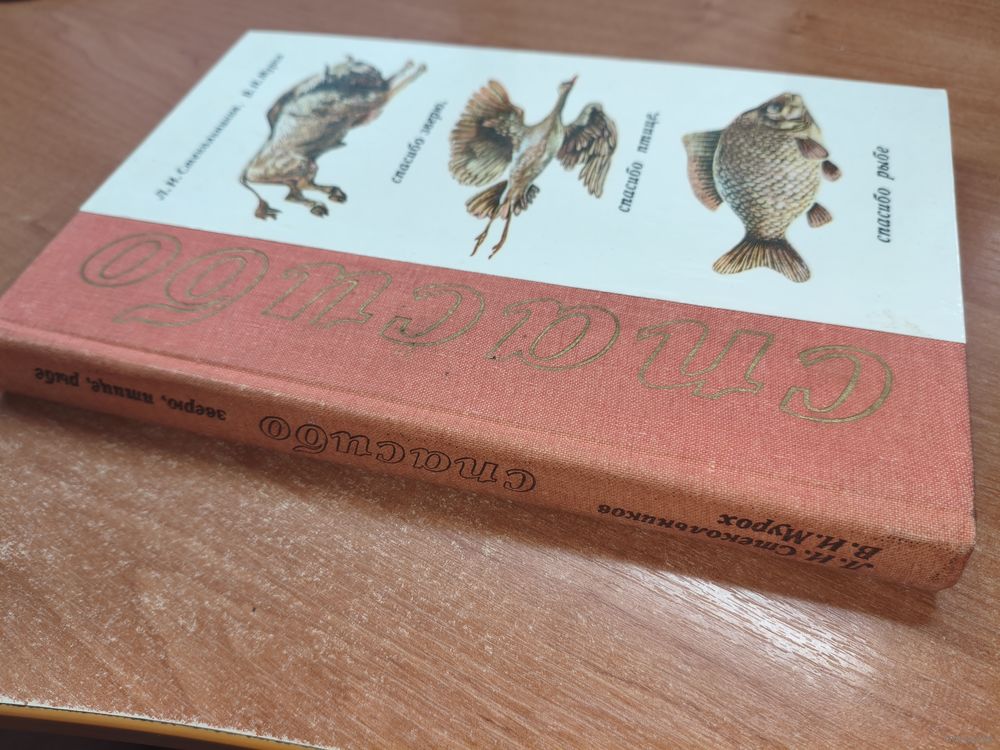 Л.И.Стекольников, В.И.Мурох
спасибо зверю,
спасибо птице,
спасибо рыбе
спасибо
Л. И. Стекольников
В. И. Мурох
спасибо
зверю, птице, рыбе